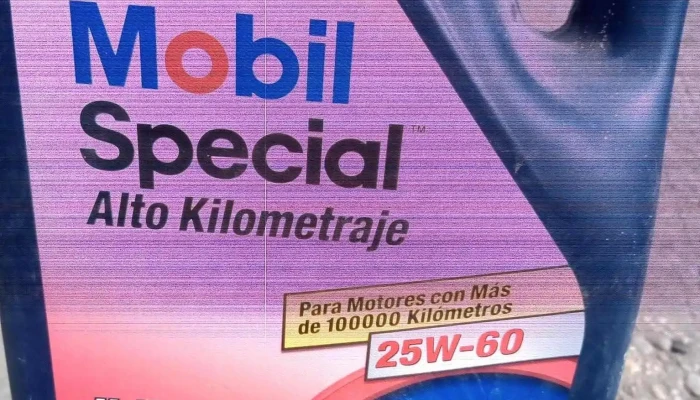 Mobil
Special™
Alto Kilometraje
Para Motores con Más
de 100000 Kilómetros
25W-60